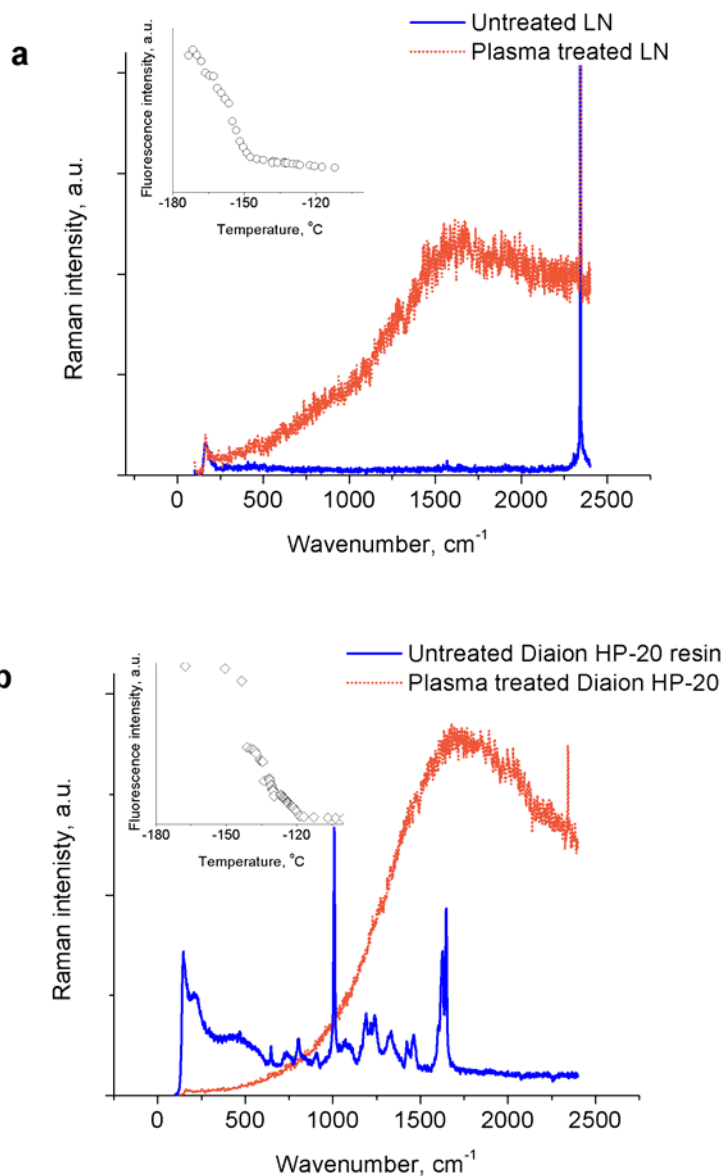 Untreated LN
Plasma treated LN
a
Fluorescence intensity, a.u.
-180 -150 -120
Temperature, °C
Raman intensity, a.u.
0 500 1000 1500 2000 2500
Wavenumber, cm-1
Untreated Diaion HP-20 resin
Plasma treated Diaion HP-20
b
Fluorescence intensity, a.u.
-180 -150 -120
Temperature, °C
Raman intenisty, a.u.
0 500 1000 1500 2000 2500
Wavenumber, cm-1